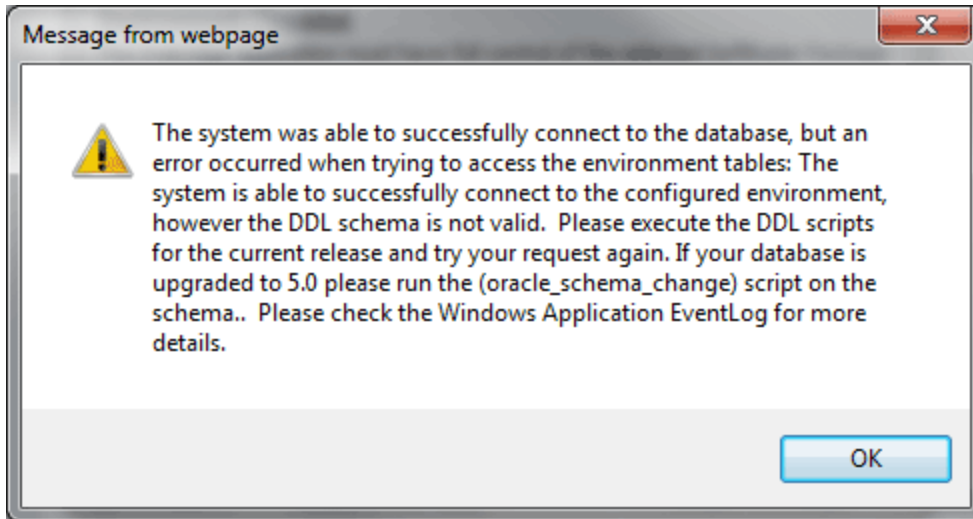 Message from webpage
The system was able to successfully connect to the database, but an
error occurred when trying to access the environment tables: The
system is able to successfully connect to the configured environment,
however the DDL schema is not valid.  Please execute the DDL scripts
for the current release and try your request again. If your database is
upgraded to 5.0 please run the (oracle_schema_change) script on the
schema..  Please check the Windows Application EventLog for more
details.
OK